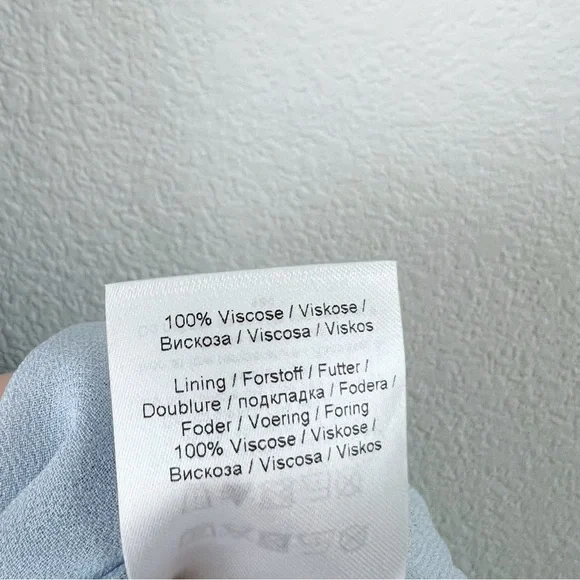 100% Viscose / Viskose /
Вискоза / Viscosa / Viskos
Lining / Forstoff / Futter /
Doublure / подкладка / Fodera /
Foder / Voering / Foring
100% Viscose / Viskose /
Вискоза / Viscosa / Viskos